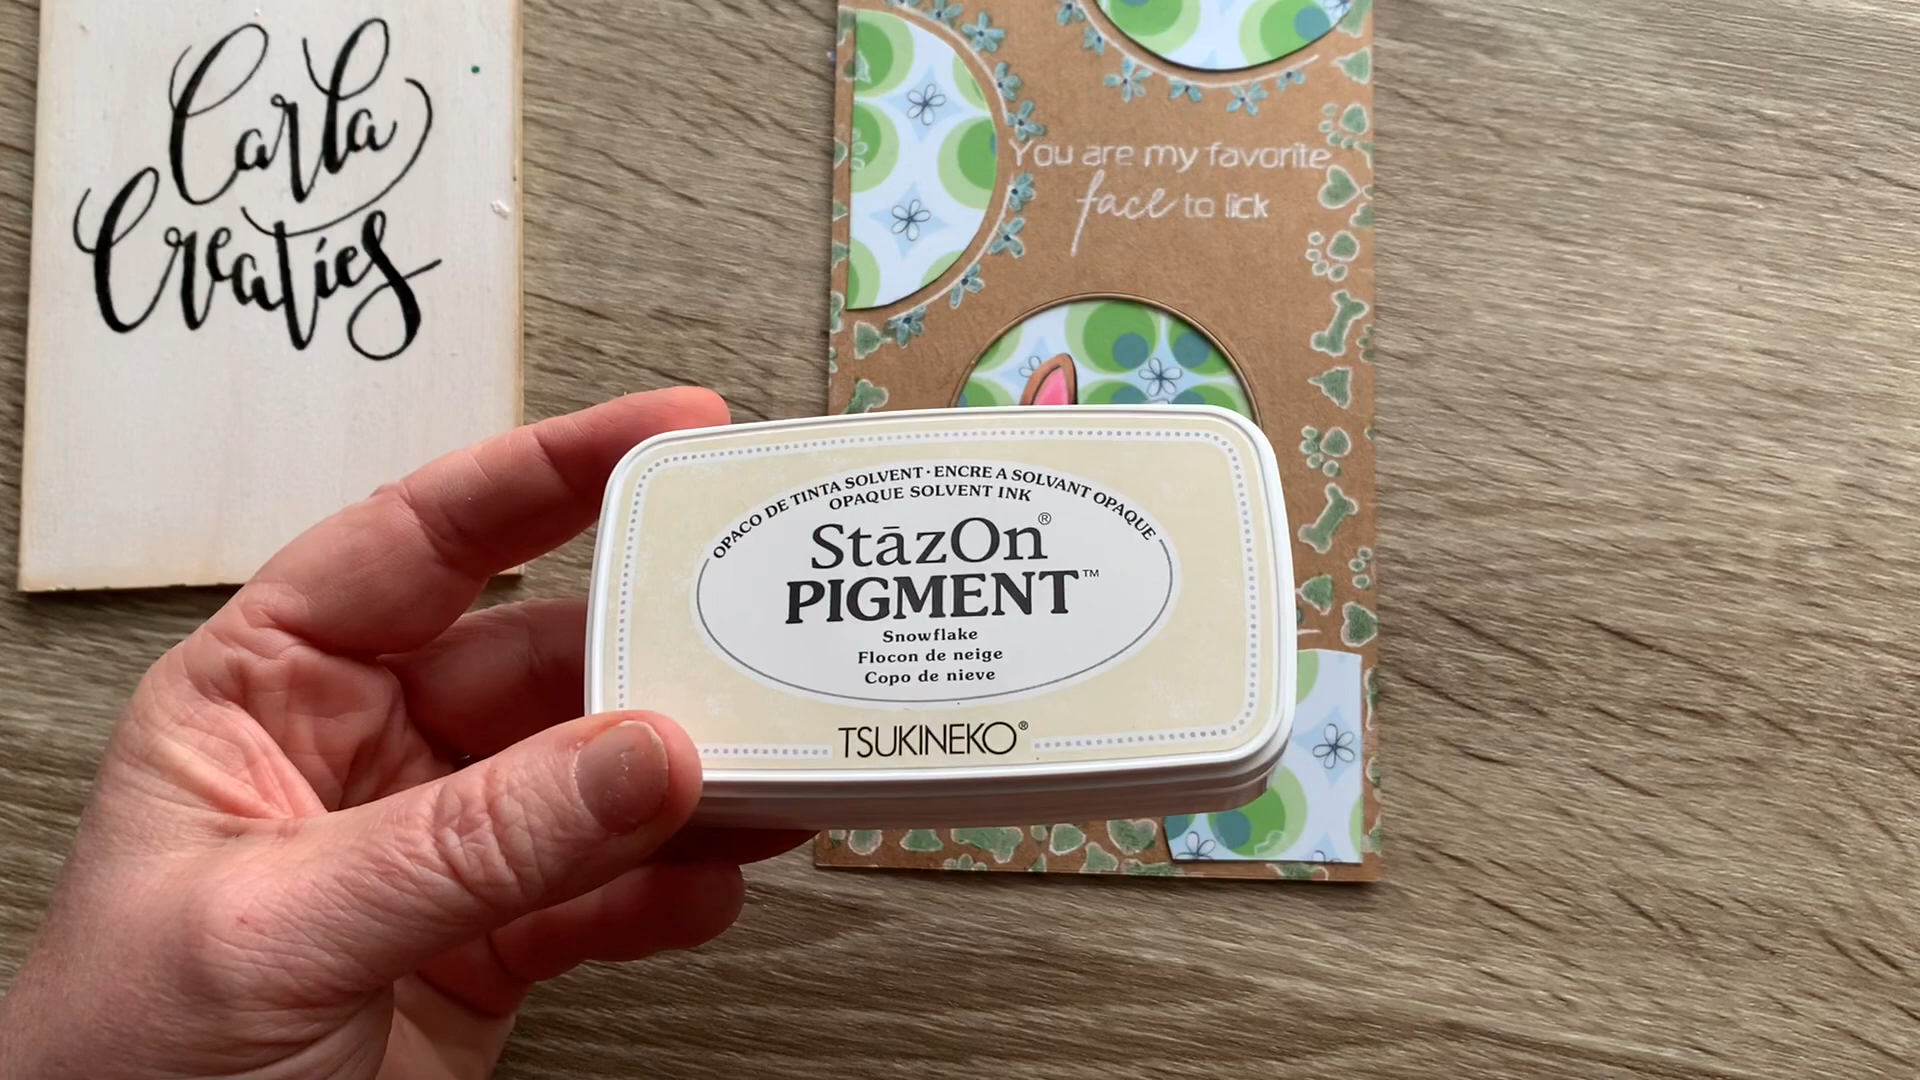 Carla
Creaties
You are my favorite
face to lick
OPACO DE TINTA SOLVENT · ENCRE A SOLVANT OPAQUE
OPAQUE SOLVENT INK
StāzOn®
PIGMENT™
Snowflake
Flocon de neige
Copo de nieve
TSUKINEKO®